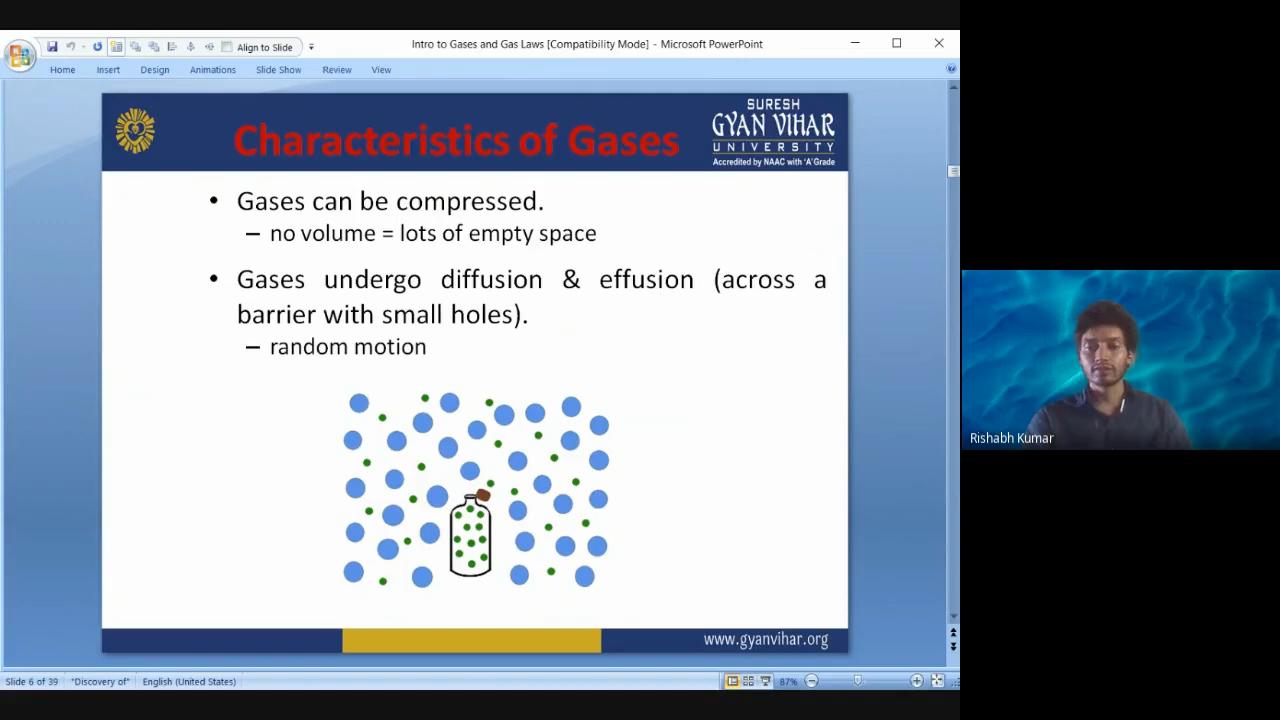 Align to Slide
Intro to Gases and Gas Laws [Compatibility Mode] - Microsoft PowerPoint
Home Insert Design Animations Slide Show Review View
Characteristics of Gases
SURESH
GYAN VIHAR
UNIVERSITY
Accredited by NAAC with 'A' Grade
• Gases can be compressed.
– no volume = lots of empty space
• Gases undergo diffusion & effusion (across a
barrier with small holes).
– random motion
www.gyanvihar.org
Rishabh Kumar
Slide 6 of 39 "Discovery of" English (United States) 87%